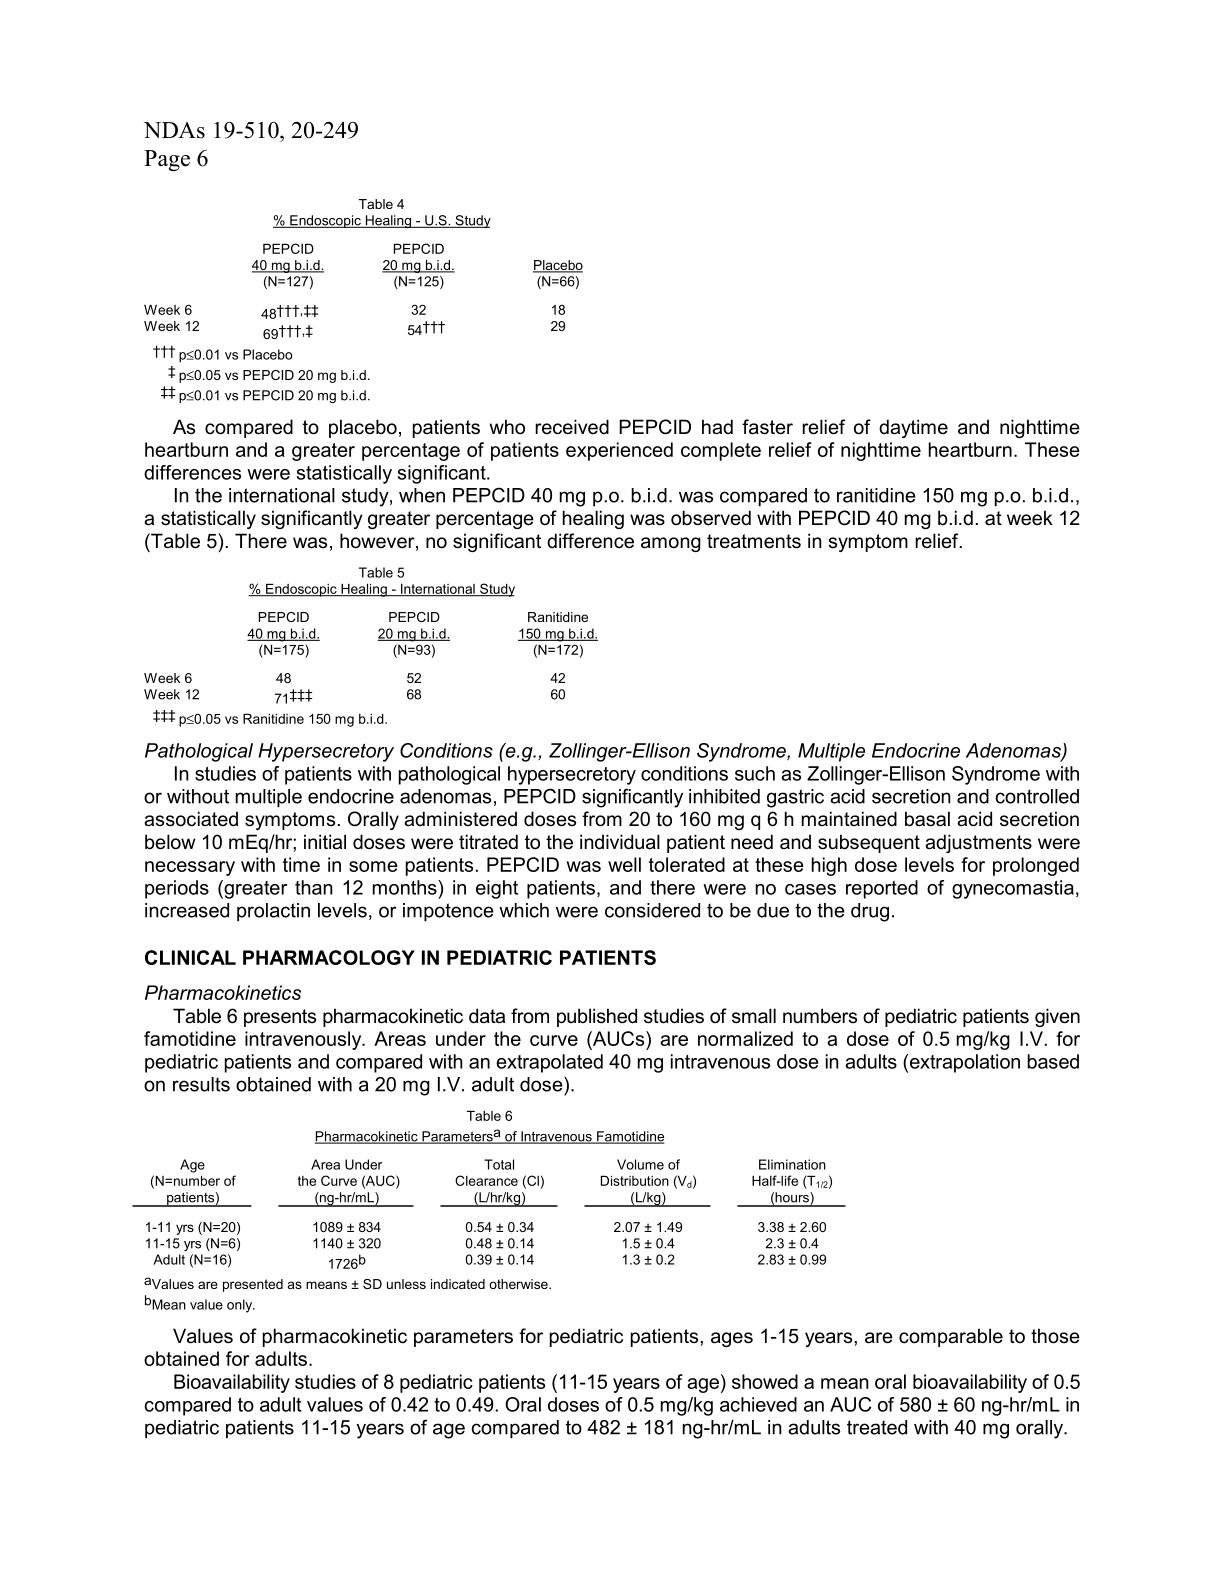 NDAs 19-510, 20-249
Page 6
Table 4
% Endoscopic Healing - U.S. Study
PEPCID PEPCID
40 mg b.i.d. 20 mg b.i.d. Placebo
(N=127) (N=125) (N=66)
Week 6 48†††,‡‡ 32 18
Week 12 69†††,‡ 54††† 29
††† p≤0.01 vs Placebo
‡ p≤0.05 vs PEPCID 20 mg b.i.d.
‡‡ p≤0.01 vs PEPCID 20 mg b.i.d.
As compared to placebo, patients who received PEPCID had faster relief of daytime and nighttime
heartburn and a greater percentage of patients experienced complete relief of nighttime heartburn. These
differences were statistically significant.
In the international study, when PEPCID 40 mg p.o. b.i.d. was compared to ranitidine 150 mg p.o. b.i.d.,
a statistically significantly greater percentage of healing was observed with PEPCID 40 mg b.i.d. at week 12
(Table 5). There was, however, no significant difference among treatments in symptom relief.
Table 5
% Endoscopic Healing - International Study
PEPCID PEPCID Ranitidine
40 mg b.i.d. 20 mg b.i.d. 150 mg b.i.d.
(N=175) (N=93) (N=172)
Week 6 48 52 42
Week 12 71‡‡‡ 68 60
‡‡‡ p≤0.05 vs Ranitidine 150 mg b.i.d.
Pathological Hypersecretory Conditions (e.g., Zollinger-Ellison Syndrome, Multiple Endocrine Adenomas)
In studies of patients with pathological hypersecretory conditions such as Zollinger-Ellison Syndrome with
or without multiple endocrine adenomas, PEPCID significantly inhibited gastric acid secretion and controlled
associated symptoms. Orally administered doses from 20 to 160 mg q 6 h maintained basal acid secretion
below 10 mEq/hr; initial doses were titrated to the individual patient need and subsequent adjustments were
necessary with time in some patients. PEPCID was well tolerated at these high dose levels for prolonged
periods (greater than 12 months) in eight patients, and there were no cases reported of gynecomastia,
increased prolactin levels, or impotence which were considered to be due to the drug.
CLINICAL PHARMACOLOGY IN PEDIATRIC PATIENTS
Pharmacokinetics
Table 6 presents pharmacokinetic data from published studies of small numbers of pediatric patients given
famotidine intravenously. Areas under the curve (AUCs) are normalized to a dose of 0.5 mg/kg I.V. for
pediatric patients and compared with an extrapolated 40 mg intravenous dose in adults (extrapolation based
on results obtained with a 20 mg I.V. adult dose).
Table 6
Pharmacokinetic Parametersᵃ of Intravenous Famotidine
Age Area Under Total Volume of Elimination
(N=number of the Curve (AUC) Clearance (Cl) Distribution (Vd) Half-life (T1/2)
patients) (ng-hr/mL) (L/hr/kg) (L/kg) (hours)
1-11 yrs (N=20) 1089 ± 834 0.54 ± 0.34 2.07 ± 1.49 3.38 ± 2.60
11-15 yrs (N=6) 1140 ± 320 0.48 ± 0.14 1.5 ± 0.4 2.3 ± 0.4
Adult (N=16) 1726ᵇ 0.39 ± 0.14 1.3 ± 0.2 2.83 ± 0.99
ᵃValues are presented as means ± SD unless indicated otherwise.
ᵇMean value only.
Values of pharmacokinetic parameters for pediatric patients, ages 1-15 years, are comparable to those
obtained for adults.
Bioavailability studies of 8 pediatric patients (11-15 years of age) showed a mean oral bioavailability of 0.5
compared to adult values of 0.42 to 0.49. Oral doses of 0.5 mg/kg achieved an AUC of 580 ± 60 ng-hr/mL in
pediatric patients 11-15 years of age compared to 482 ± 181 ng-hr/mL in adults treated with 40 mg orally.